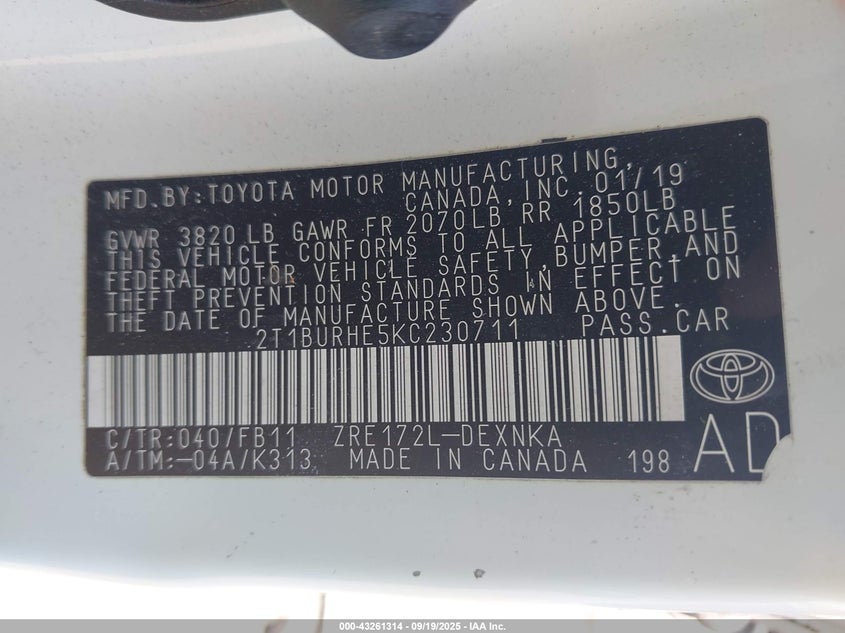 MFD.BY:TOYOTA MOTOR MANUFACTURING,
CANADA,INC.01/19
GVWR 3820 LB GAWR FR 2070LB RR 1850LB
THIS VEHICLE CONFORMS TO ALL APPLICABLE
FEDERAL MOTOR VEHICLE SAFETY,BUMPER AND
THEFT PREVENTION STANDARDS IN EFFECT ON
THE DATE OF MANUFACTURE SHOWN ABOVE.
2T1BURHE5KC230711 PASS.CAR
C/TR:040/FB11 ZRE172L-DEXNKA
A/TM:-04A/K313 MADE IN CANADA 198
AD
000-43261314 - 09/19/2025 - IAA Inc.